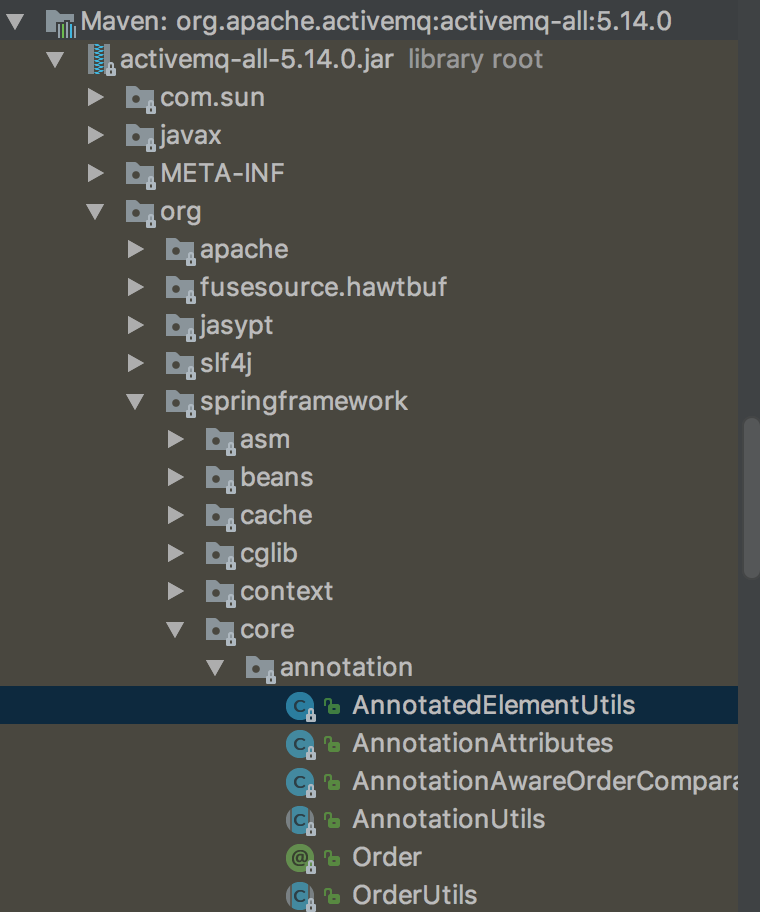 Maven: org.apache.activemq:activemq-all:5.14.0
activemq-all-5.14.0.jar library root
com.sun
javax
META-INF
org
apache
fusesource.hawtbuf
jasypt
slf4j
springframework
asm
beans
cache
cglib
context
core
annotation
C AnnotatedElementUtils
C AnnotationAttributes
C AnnotationAwareOrderCompara
C AnnotationUtils
@ Order
C OrderUtils